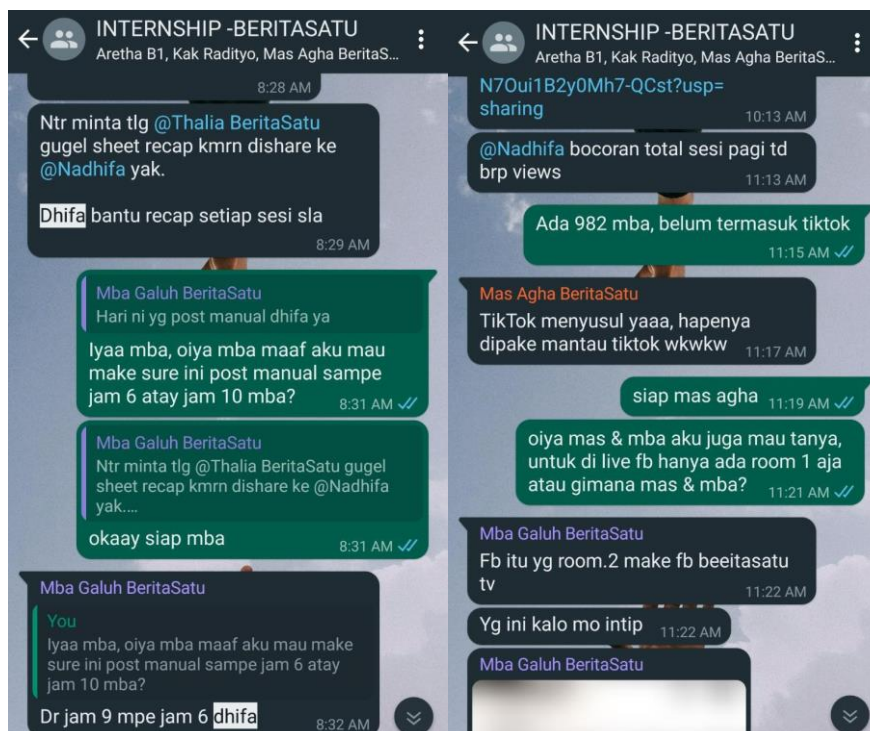 INTERNSHIP -BERITASATU
Aretha B1, Kak Radityo, Mas Agha BeritaS...
8:28 AM
Ntr minta tlg @Thalia BeritaSatu
gugel sheet recap kmrn dishare ke
@Nadhifa yak.
Dhifa bantu recap setiap sesi sla
8:29 AM
Mba Galuh BeritaSatu
Hari ni yg post manual dhifa ya
Iyaa mba, oiya mba maaf aku mau
make sure ini post manual sampe
jam 6 atay jam 10 mba?
8:31 AM
Mba Galuh BeritaSatu
Ntr minta tlg @Thalia BeritaSatu gugel
sheet recap kmrn dishare ke @Nadhifa
yak....
okaay siap mba
8:31 AM
Mba Galuh BeritaSatu
You
Iyaa mba, oiya mba maaf aku mau make
sure ini post manual sampe jam 6 atay
jam 10 mba?
Dr jam 9 mpe jam 6 dhifa
8:32 AM
INTERNSHIP -BERITASATU
Aretha B1, Kak Radityo, Mas Agha BeritaS...
N7Oui1B2y0Mh7-QCst?usp=
sharing
10:13 AM
@Nadhifa bocoran total sesi pagi td
brp views
11:13 AM
Ada 982 mba, belum termasuk tiktok
11:15 AM
Mas Agha BeritaSatu
TikTok menyusul yaaa, hapenya
dipake mantau tiktok wkwkw
11:17 AM
siap mas agha
11:19 AM
oiya mas & mba aku juga mau tanya,
untuk di live fb hanya ada room 1 aja
atau gimana mas & mba?
11:21 AM
Mba Galuh BeritaSatu
Fb itu yg room.2 make fb beeitasatu
tv
11:22 AM
Yg ini kalo mo intip
11:22 AM
Mba Galuh BeritaSatu